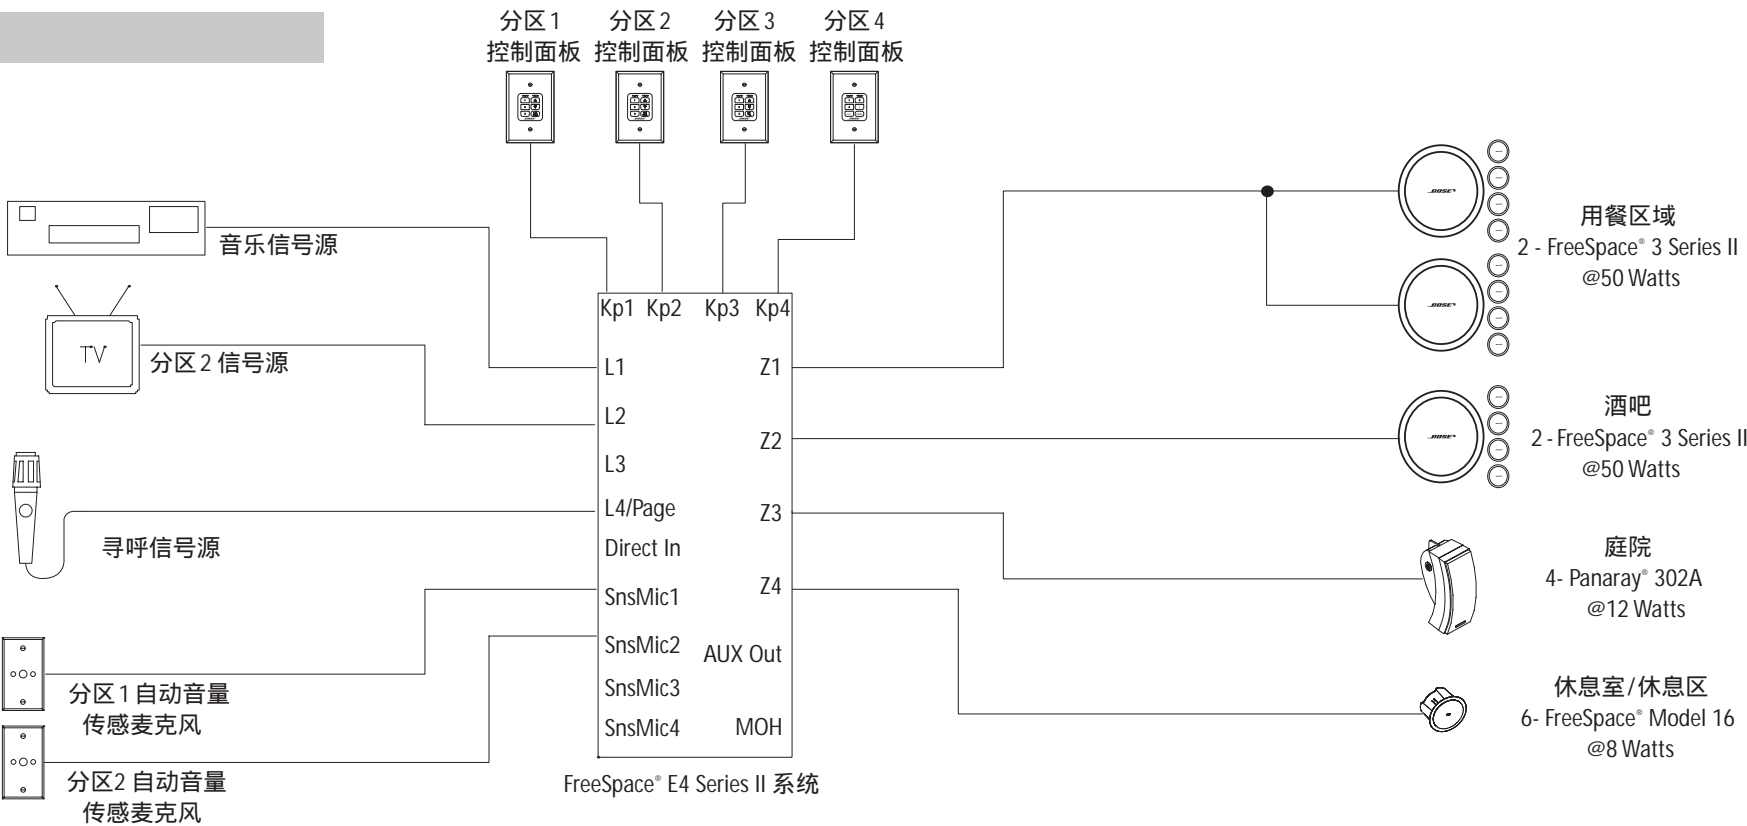 分区1
控制面板
分区2
控制面板
分区3
控制面板
分区4
控制面板
音乐信号源
TV
分区2 信号源
寻呼信号源
分区1 自动音量
传感麦克风
分区2 自动音量
传感麦克风
Kp1 Kp2 Kp3 Kp4
L1
L2
L3
L4/Page
Direct In
SnsMic1
SnsMic2
SnsMic3
SnsMic4
Z1
Z2
Z3
Z4
AUX Out
MOH
FreeSpace® E4 Series II 系统
BOSE
BOSE
用餐区域
2 - FreeSpace® 3 Series II
@50 Watts
BOSE
酒吧
2 - FreeSpace® 3 Series II
@50 Watts
庭院
4- Panaray® 302A
@12 Watts
休息室/休息区
6- FreeSpace® Model 16
@8 Watts